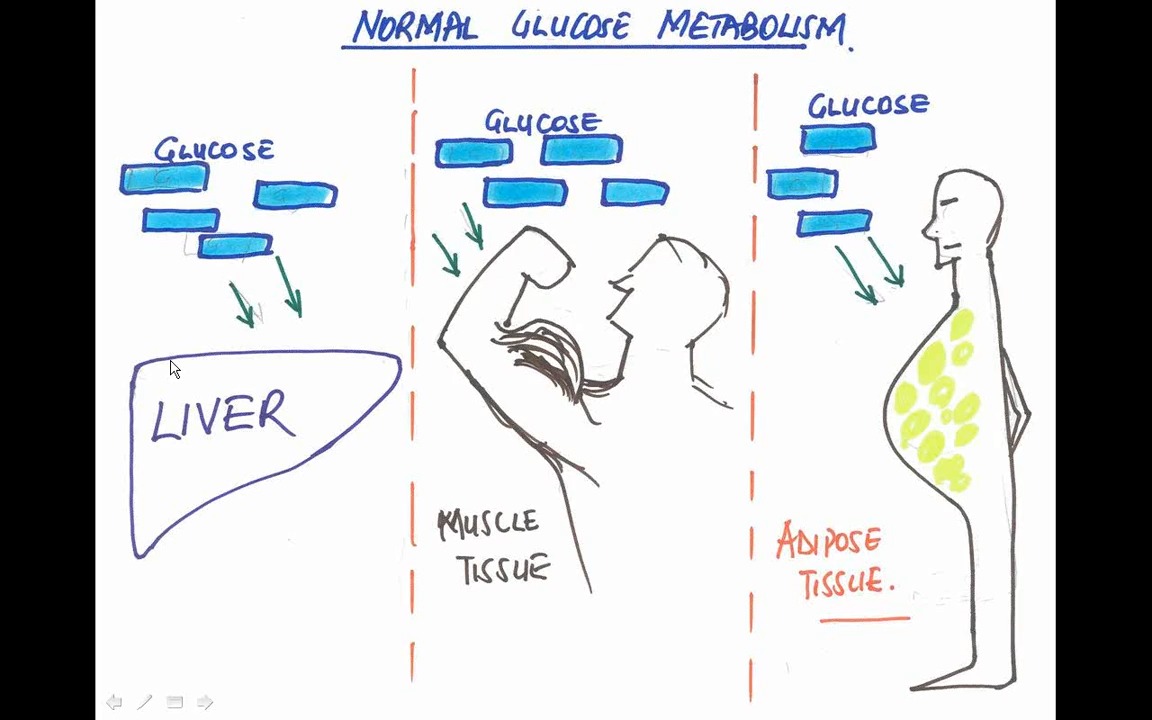 NORMAL GLUCOSE METABOLISM.
GLUCOSE
GLUCOSE
GLUCOSE
LIVER
MUSCLE
TISSUE
ADIPOSE
TISSUE.